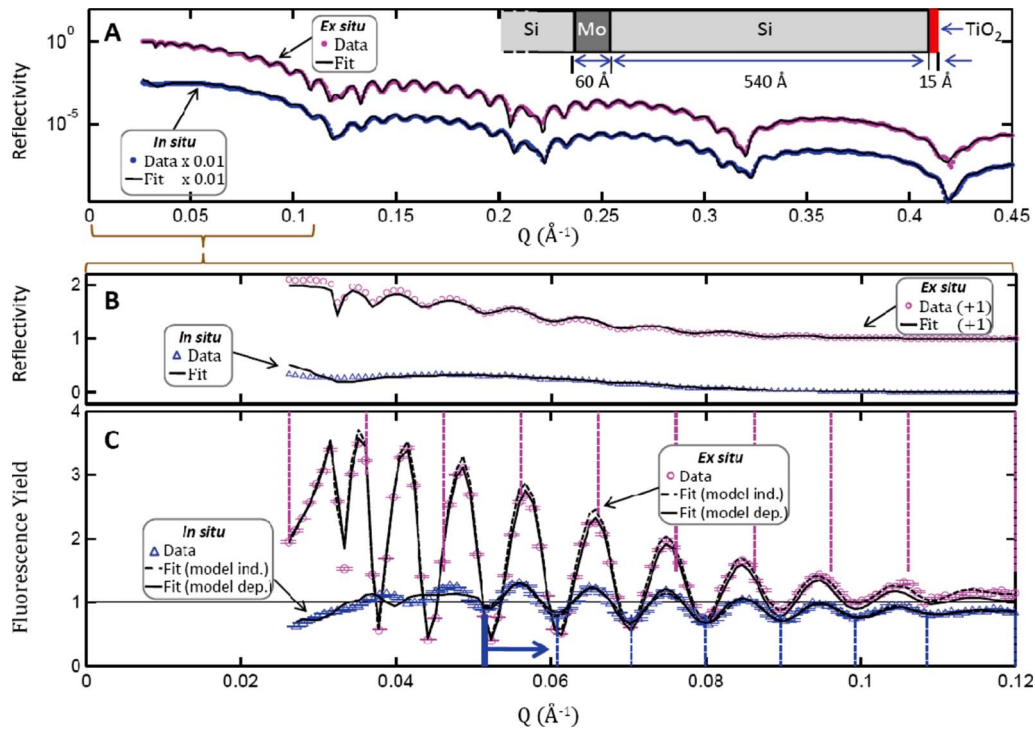 A
Ex situ
Data
Fit
Si
Mo
Si
TiO2
60 Å
540 Å
15 Å
Reflectivity
10^0
10^-5
In situ
Data x 0.01
Fit x 0.01
0
0.05
0.1
0.15
0.2
0.25
0.3
0.35
0.4
0.45
Q (Å^-1)
B
Reflectivity
2
1
0
Ex situ
Data (+1)
Fit (+1)
In situ
Data
Fit
C
Fluorescence Yield
4
3
2
1
0
Ex situ
Data
Fit (model ind.)
Fit (model dep.)
In situ
Data
Fit (model ind.)
Fit (model dep.)
0
0.02
0.04
0.06
0.08
0.1
0.12
Q (Å^-1)